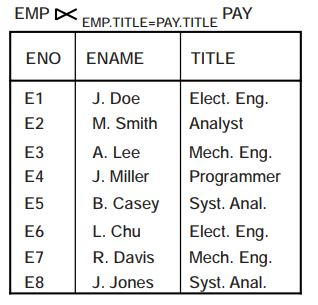 EMP ⋉ EMP.TITLE=PAY.TITLE PAY
ENO ENAME TITLE
E1 J. Doe Elect. Eng.
E2 M. Smith Analyst
E3 A. Lee Mech. Eng.
E4 J. Miller Programmer
E5 B. Casey Syst. Anal.
E6 L. Chu Elect. Eng.
E7 R. Davis Mech. Eng.
E8 J. Jones Syst. Anal.